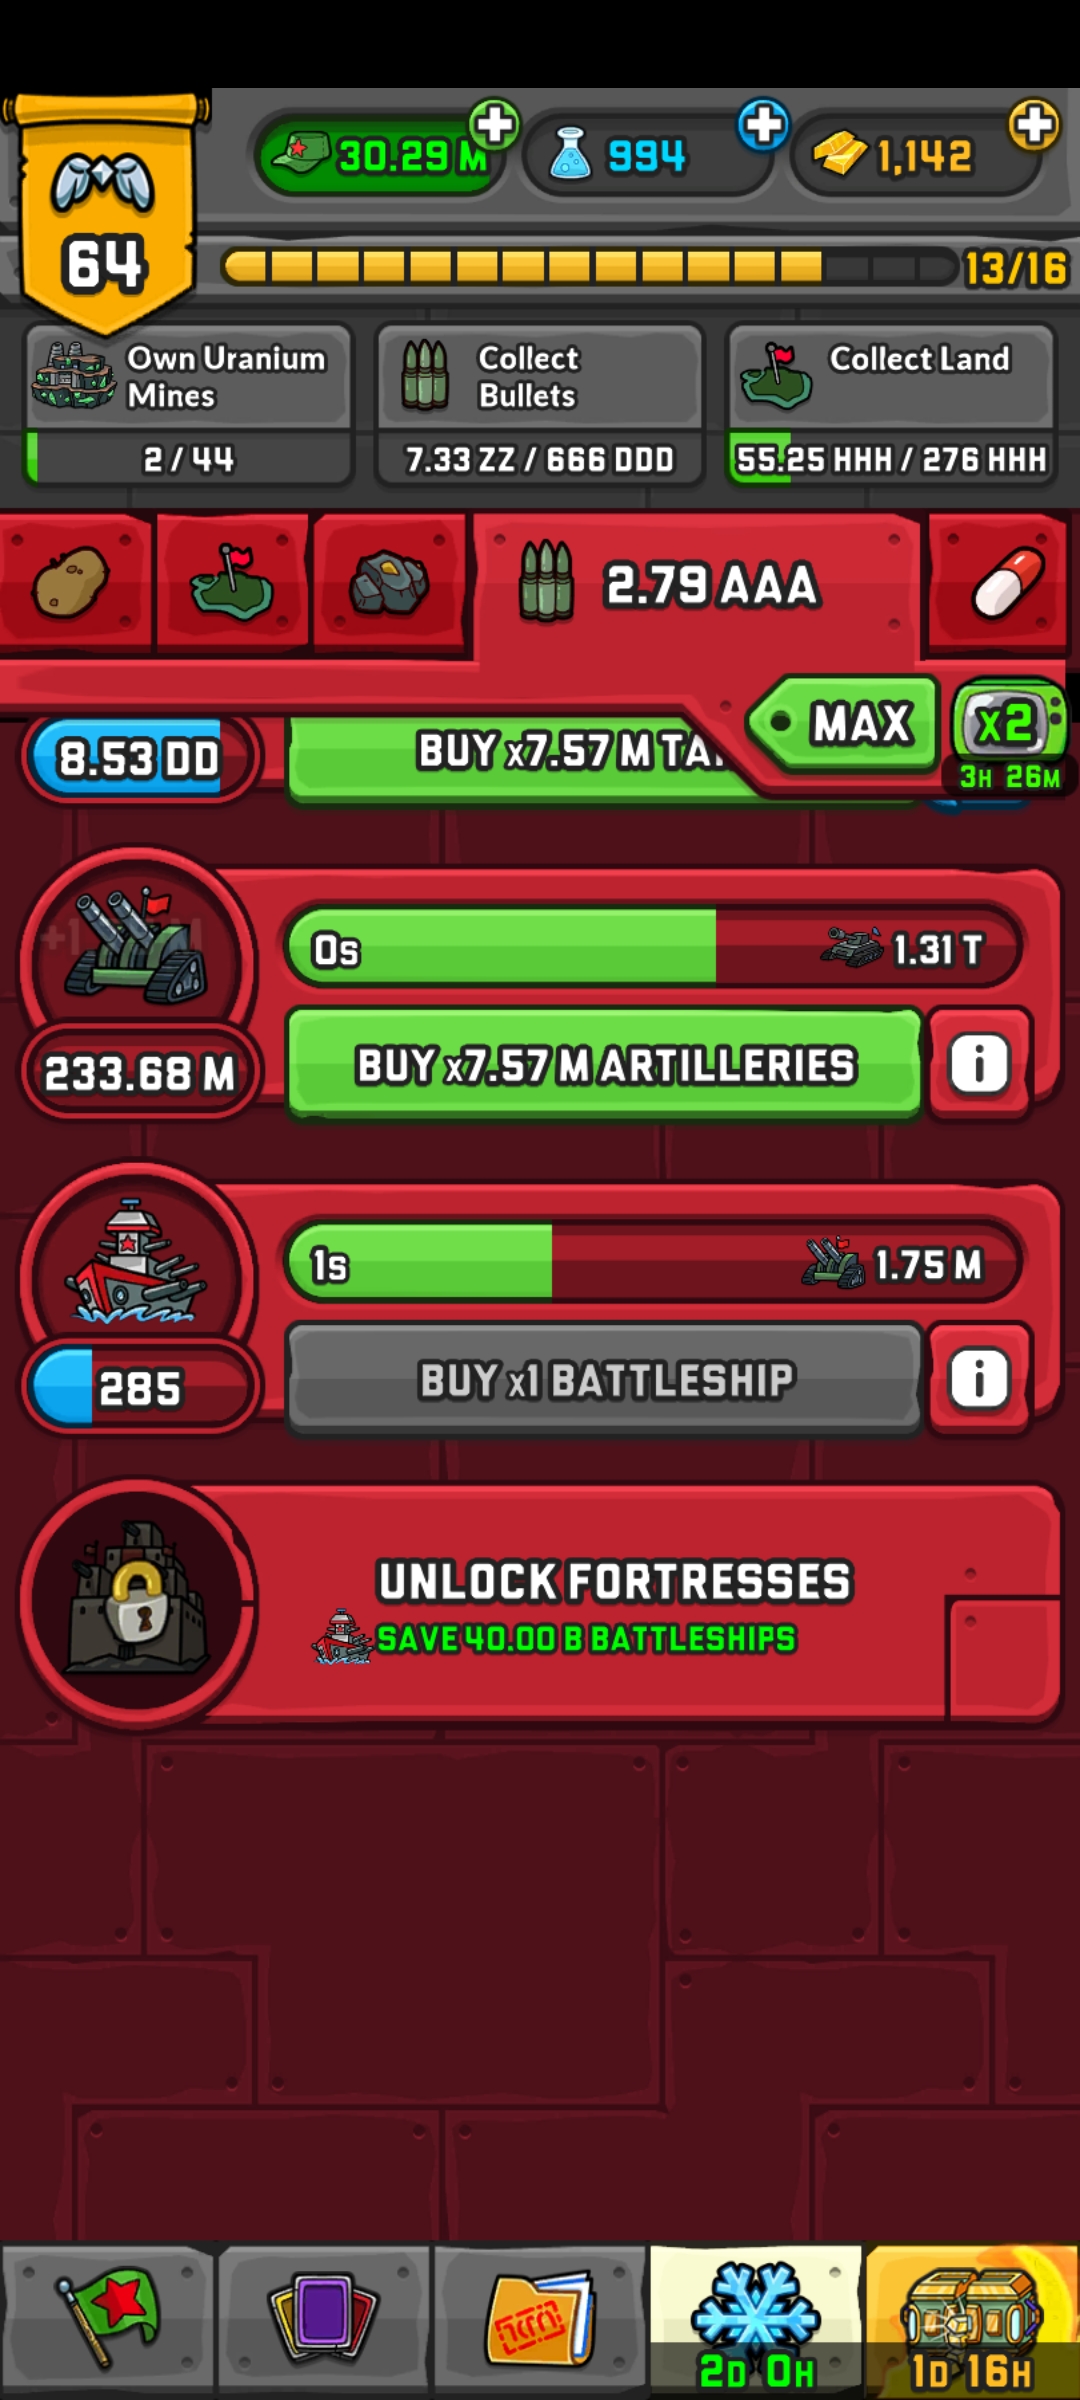 30.29 M
994
1,142
64
13/16
Own Uranium
Mines
2 / 44
Collect
Bullets
7.33 ZZ / 666 DDD
Collect Land
55.25 HHH / 276 HHH
2.79 AAA
MAX
x2
3H 26M
8.53 DD
BUY x7.57 M
0s
1.31 T
233.68 M
BUY x7.57 M ARTILLERIES
i
1s
1.75 M
285
BUY x1 BATTLESHIP
i
UNLOCK FORTRESSES
SAVE 40.00 B BATTLESHIPS
2D 0H
1D 16H